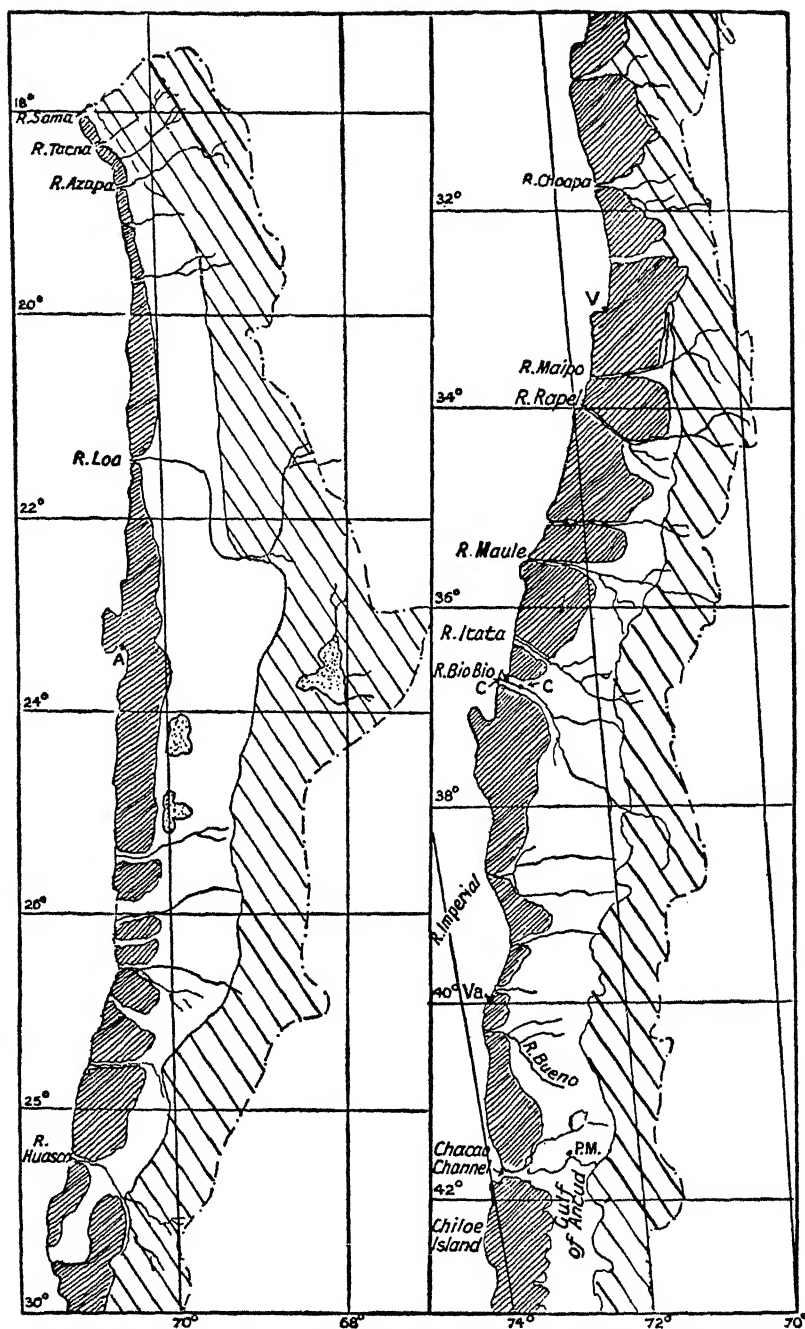 18°
R. Sama
R. Tacna
R. Azapa
20°
R. Loa
22°
A
24°
26°
25°
R.
Huasco
30°
70°
68°
R. Choapa
32°
V
R. Maipo
R. Rapel
34°
R. Maule
36°
R. Itata
R. Bio Bio
C
C
38°
R. Imperial
40° Va
R. Bueno
Chacao
Channel
P.M.
42°
Gulf
of Ancud
Chiloe
Island
74°
72°
70°